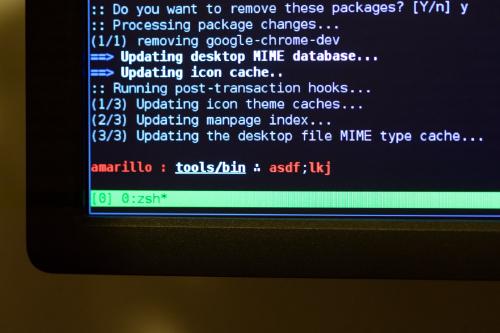 :: Do you want to remove these packages? [Y/n] y
:: Processing package changes...
(1/1) removing google-chrome-dev
==> Updating desktop MIME database...
==> Updating icon cache..
:: Running post-transaction hooks...
(1/3) Updating icon theme caches...
(2/3) Updating manpage index...
(3/3) Updating the desktop file MIME type cache...
amarillo : tools/bin ∴ asdf;lkj
[0] 0:zsh*